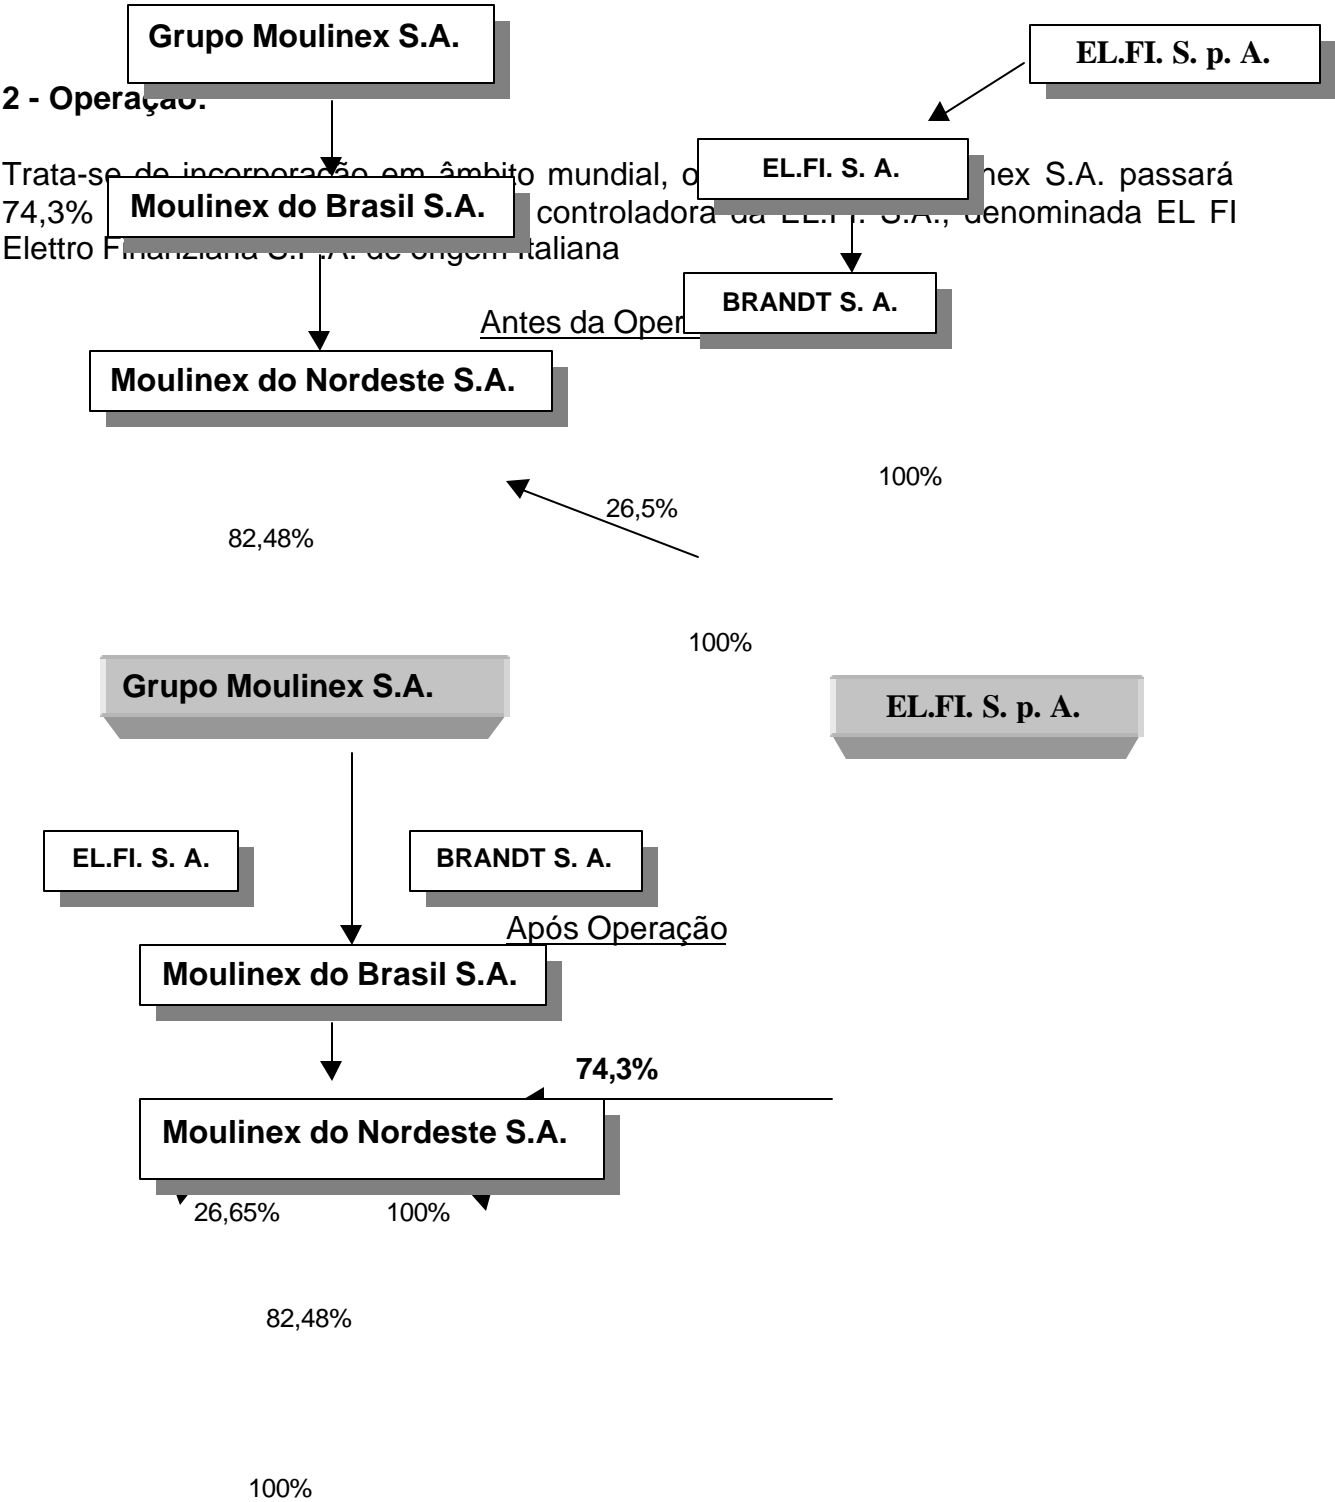 Grupo Moulinex S.A.
EL.FI. S. p. A.
2 - Operação:
Trata-se de incorporação em âmbito mundial, o
EL.FI. S. A.
S.A. passará
74,3%
Moulinex do Brasil S.A.
controladora da EL.FI. S.A., denominada EL FI
Elettro Finanziaria S.P.A. de origem Italiana
BRANDT S. A.
Antes da
Moulinex do Nordeste S.A.
100%
26,5%
82,48%
100%
Grupo Moulinex S.A.
EL.FI. S. p. A.
EL.FI. S. A.
BRANDT S. A.
Após Operação
Moulinex do Brasil S.A.
74,3%
Moulinex do Nordeste S.A.
26,65%
100%
82,48%
100%